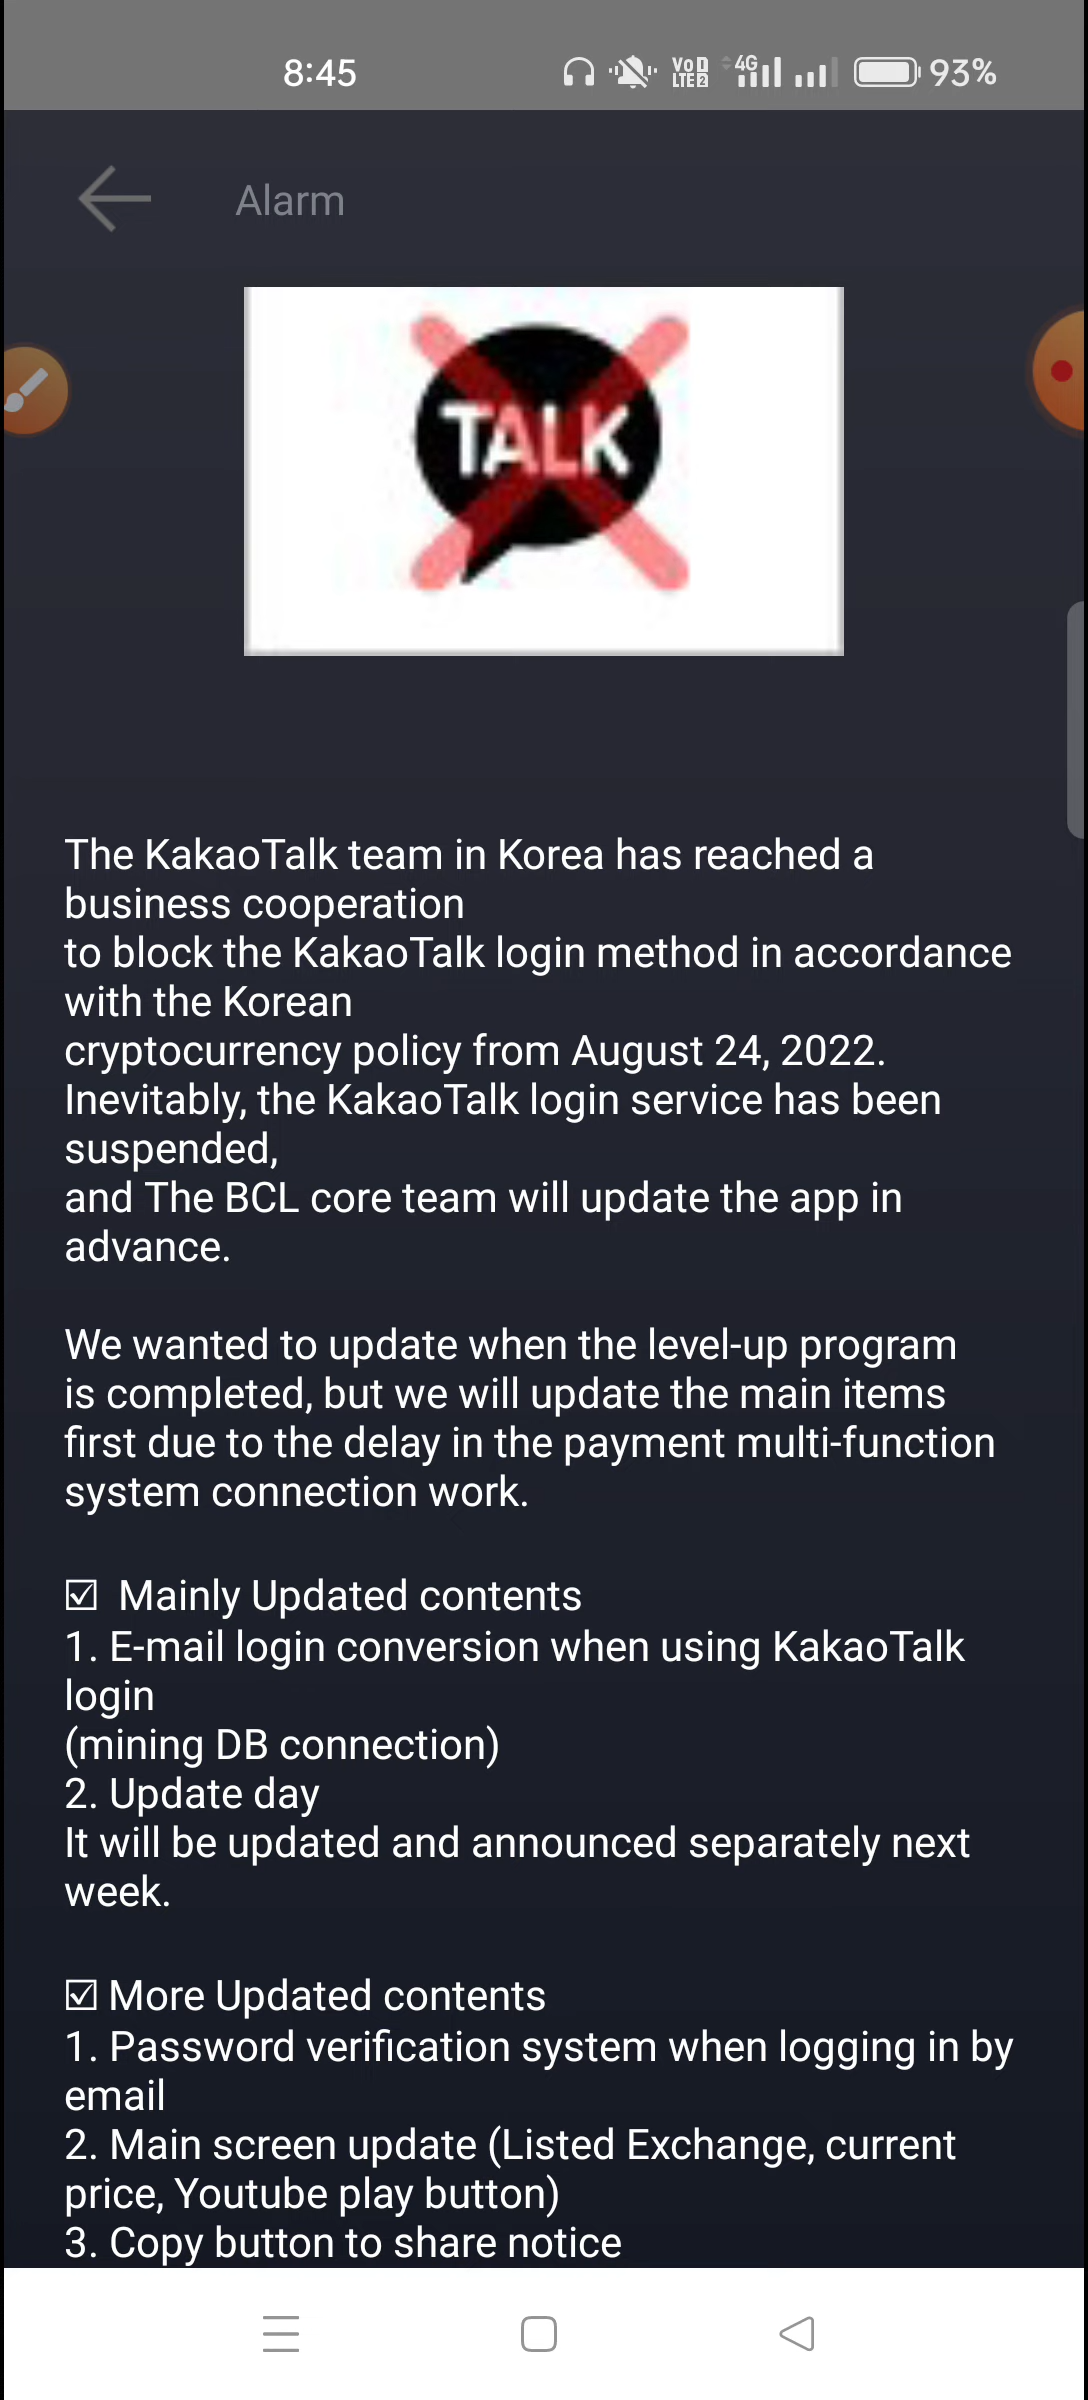 8:45
VoD
LTE2
4G
93%
Alarm
TALK
The KakaoTalk team in Korea has reached a
business cooperation
to block the KakaoTalk login method in accordance
with the Korean
cryptocurrency policy from August 24, 2022.
Inevitably, the KakaoTalk login service has been
suspended,
and The BCL core team will update the app in
advance.
We wanted to update when the level-up program
is completed, but we will update the main items
first due to the delay in the payment multi-function
system connection work.
☑ Mainly Updated contents
1. E-mail login conversion when using KakaoTalk
login
(mining DB connection)
2. Update day
It will be updated and announced separately next
week.
☑ More Updated contents
1. Password verification system when logging in by
email
2. Main screen update (Listed Exchange, current
price, Youtube play button)
3. Copy button to share notice